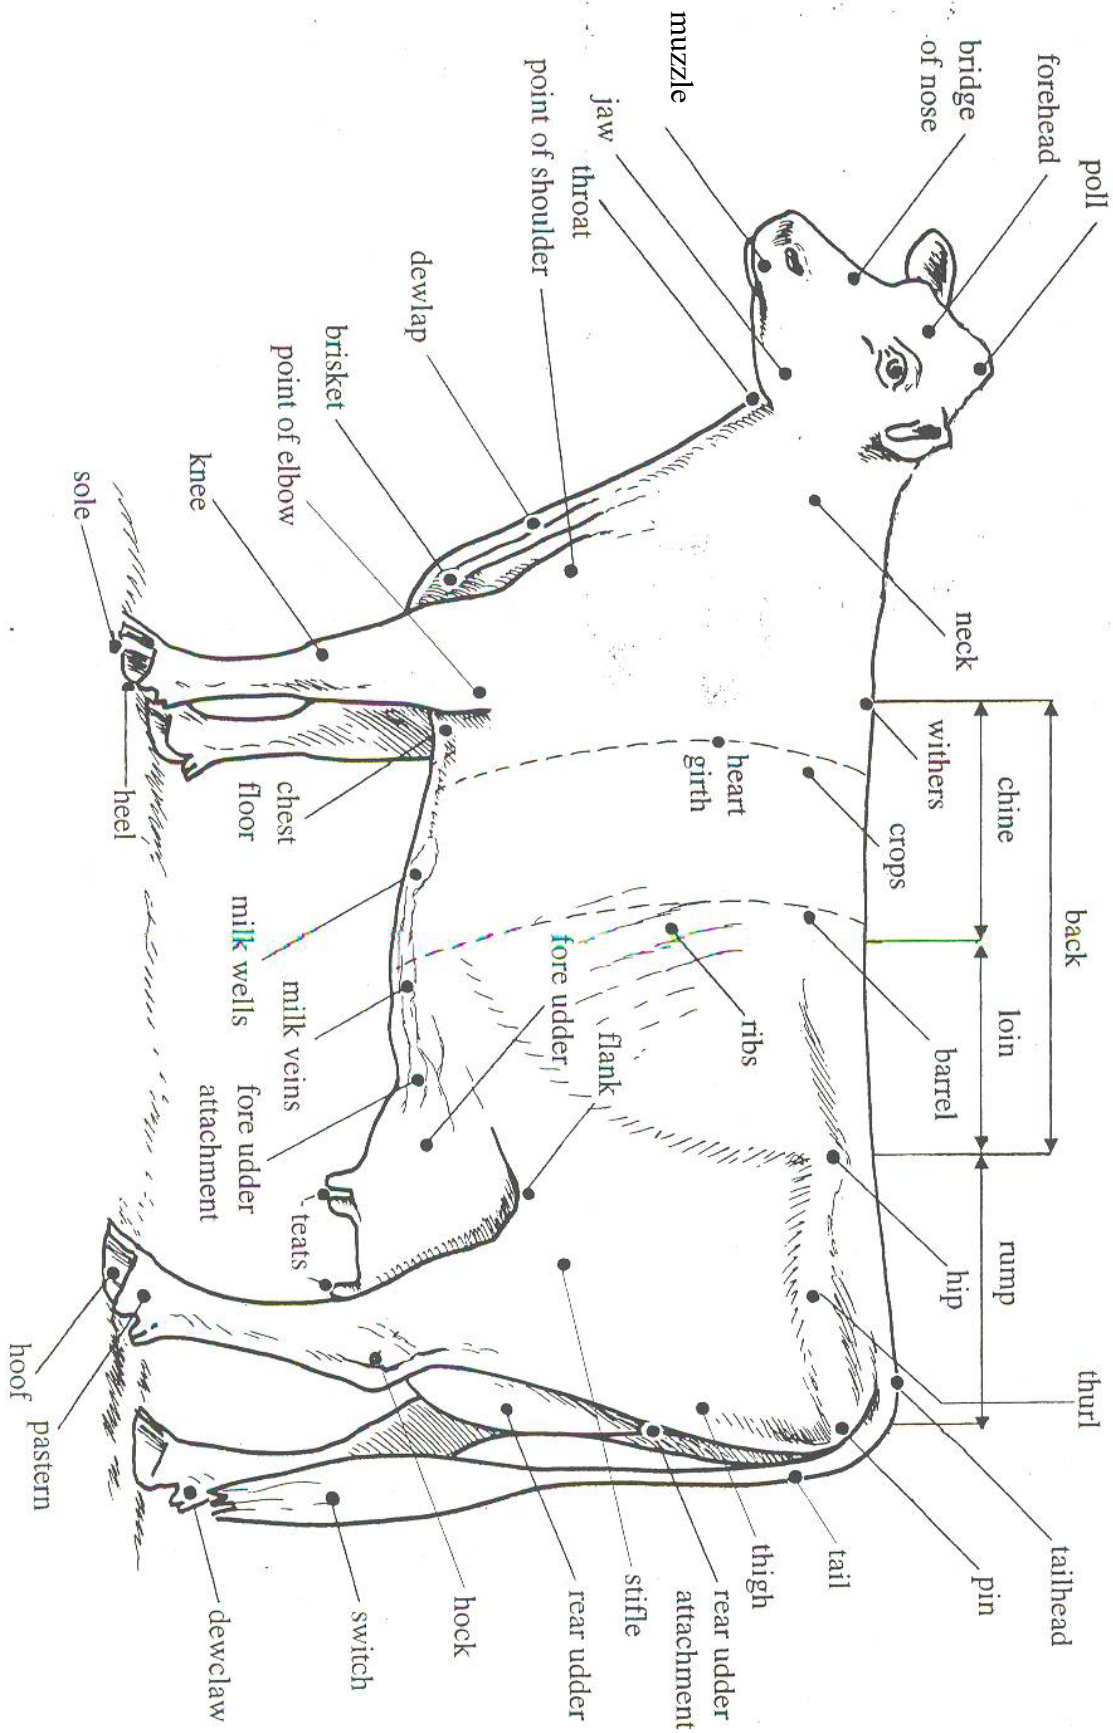 poll
forehead
bridge
of nose
muzzle
jaw
throat
point of shoulder
dewlap
brisket
point of elbow
knee
sole
heel
chest
floor
milk wells
milk veins
fore udder
attachment
teats
fore udder
flank
ribs
heart
girth
neck
withers
crops
chine
back
loin
barrel
hip
rump
thurl
tailhead
pin
tail
thigh
rear udder
attachment
stifle
rear udder
hock
switch
dewclaw
pastern
hoof